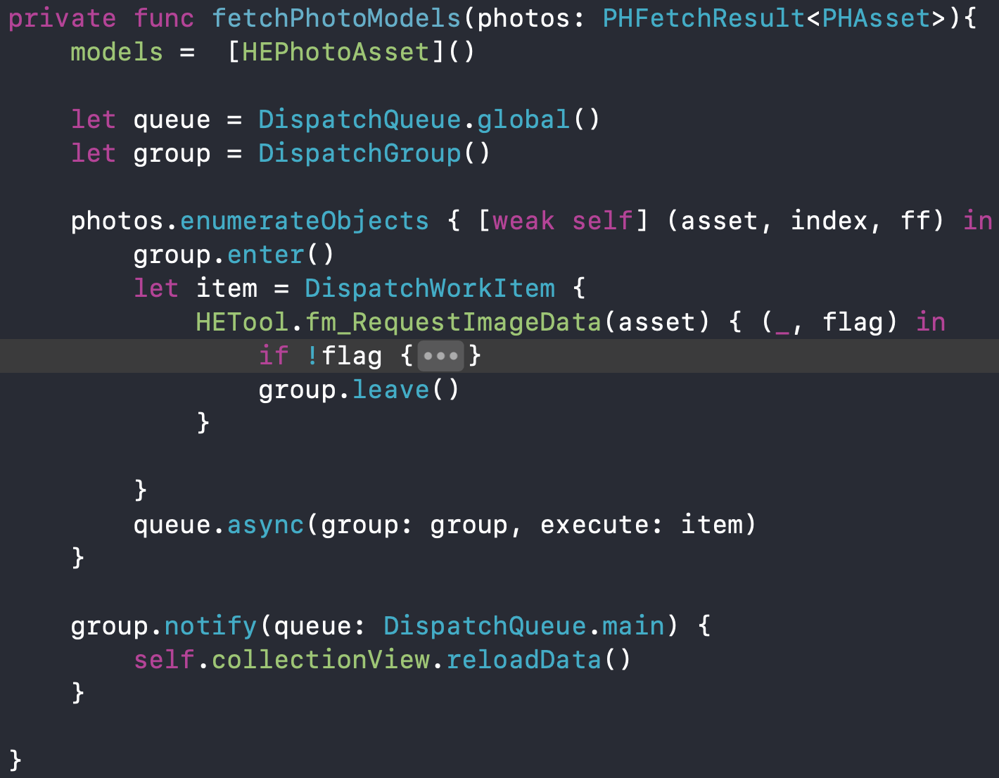 private func fetchPhotoModels(photos: PHFetchResult<PHAsset>){
    models =  [HEPhotoAsset]()
    let queue = DispatchQueue.global()
    let group = DispatchGroup()
    photos.enumerateObjects { [weak self] (asset, index, ff) in
        group.enter()
        let item = DispatchWorkItem {
            HETool.fm_RequestImageData(asset) { (_, flag) in
                if !flag {•••}
                group.leave()
            }
        }
        queue.async(group: group, execute: item)
    }
    group.notify(queue: DispatchQueue.main) {
        self.collectionView.reloadData()
    }
}